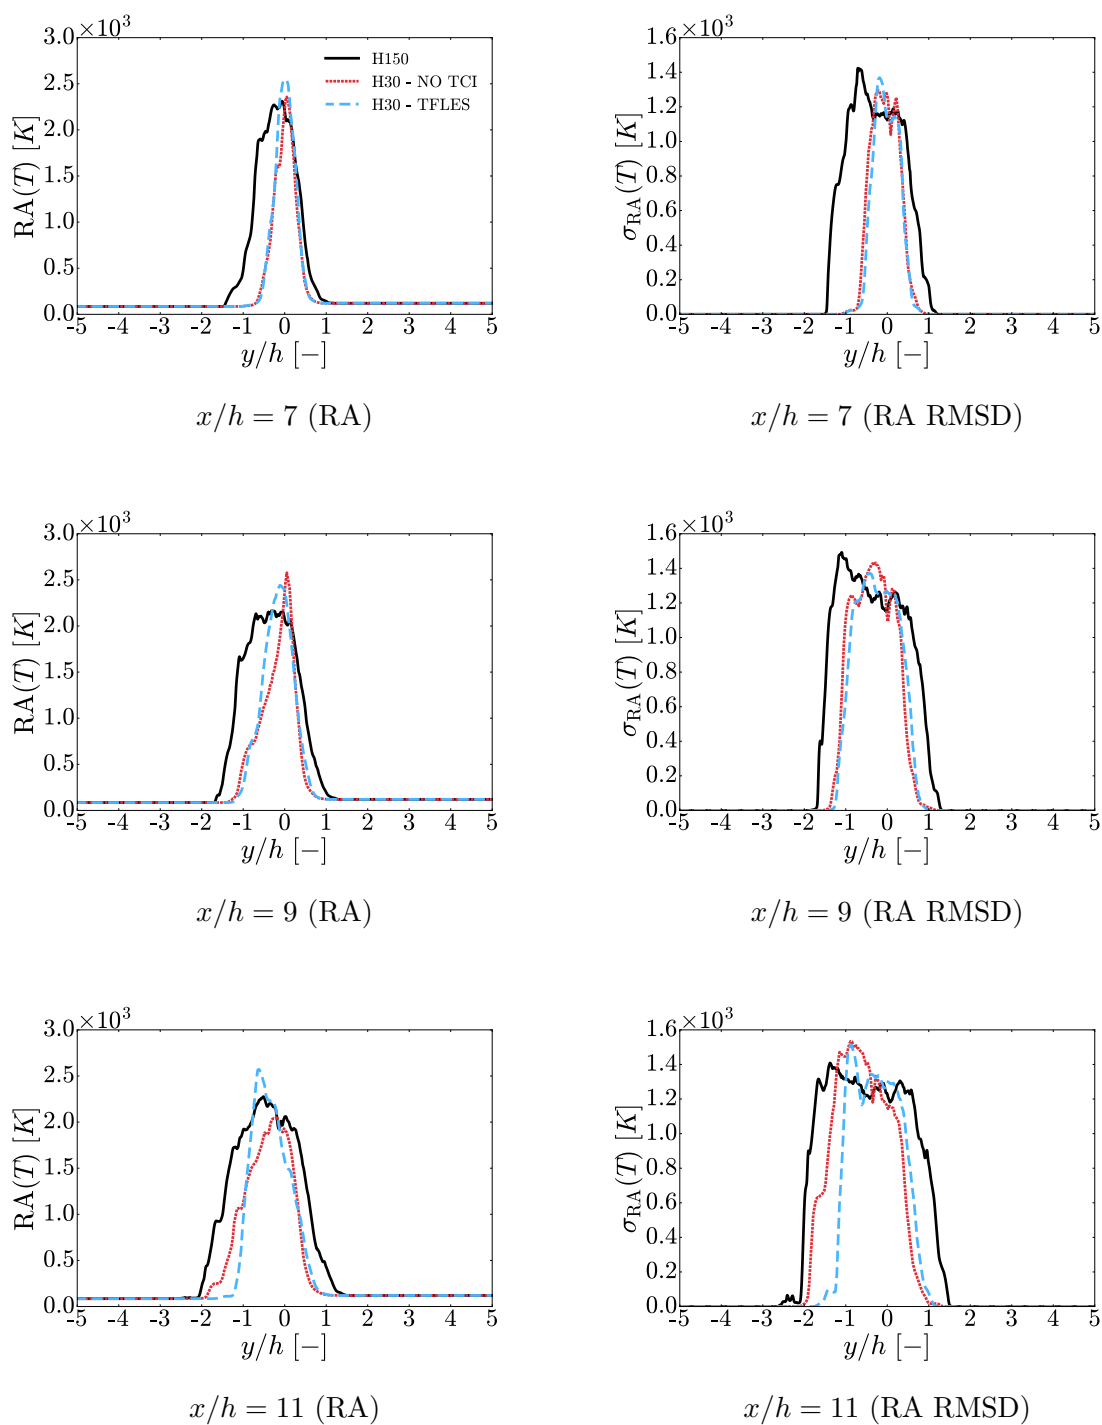 ×10³
3.0
2.5
2.0
1.5
1.0
0.5
0.0
RA(T) [K]
H150
H30 - NO TCI
H30 - TFLES
-5 -4 -3 -2 -1 0 1 2 3 4 5
y/h [−]
x/h = 7 (RA)
×10³
1.6
1.4
1.2
1.0
0.8
0.6
0.4
0.2
0.0
σRA(T) [K]
-5 -4 -3 -2 -1 0 1 2 3 4 5
y/h [−]
x/h = 7 (RA RMSD)
×10³
3.0
2.5
2.0
1.5
1.0
0.5
0.0
RA(T) [K]
-5 -4 -3 -2 -1 0 1 2 3 4 5
y/h [−]
x/h = 9 (RA)
×10³
1.6
1.4
1.2
1.0
0.8
0.6
0.4
0.2
0.0
σRA(T) [K]
-5 -4 -3 -2 -1 0 1 2 3 4 5
y/h [−]
x/h = 9 (RA RMSD)
×10³
3.0
2.5
2.0
1.5
1.0
0.5
0.0
RA(T) [K]
-5 -4 -3 -2 -1 0 1 2 3 4 5
y/h [−]
x/h = 11 (RA)
×10³
1.6
1.4
1.2
1.0
0.8
0.6
0.4
0.2
0.0
σRA(T) [K]
-5 -4 -3 -2 -1 0 1 2 3 4 5
y/h [−]
x/h = 11 (RA RMSD)